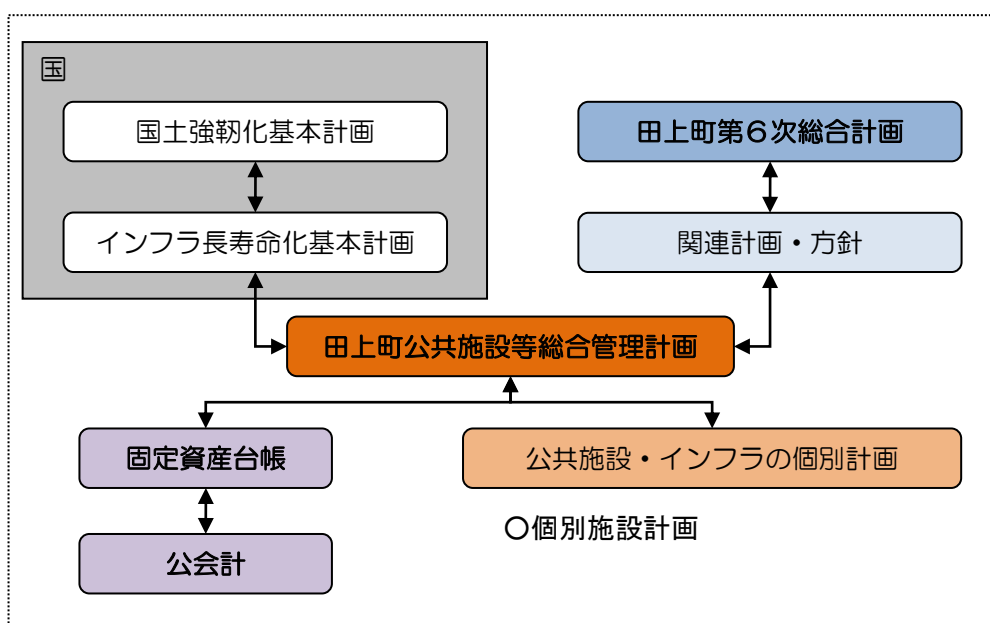 国
国土強靭化基本計画
田上町第6次総合計画
インフラ長寿命化基本計画
関連計画・方針
田上町公共施設等総合管理計画
固定資産台帳
公共施設・インフラの個別計画
〇個別施設計画
公会計